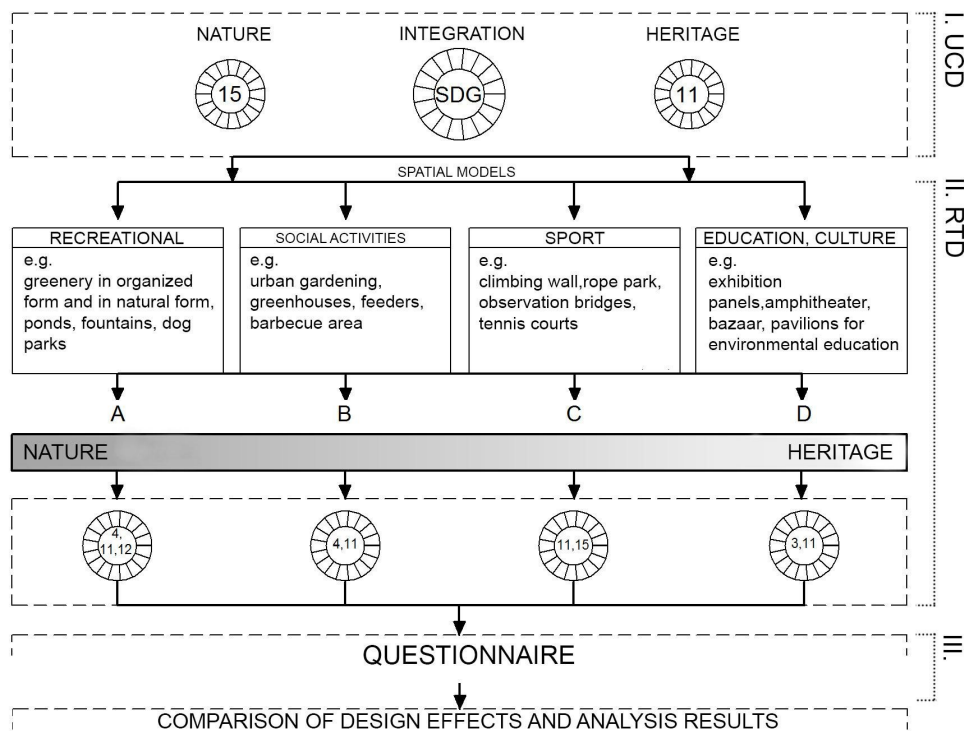 NATURE INTEGRATION HERITAGE
15 SDG 11
I. UCD
SPATIAL MODELS
II. RTD
RECREATIONAL
e.g.
greenery in organized
form and in natural form,
ponds, fountains, dog
parks
SOCIAL ACTIVITIES
e.g.
urban gardening,
greenhouses, feeders,
barbecue area
SPORT
e.g.
climbing wall,rope park,
observation bridges,
tennis courts
EDUCATION, CULTURE
e.g.
exhibition
panels,amphitheater,
bazaar, pavilions for
environmental education
A B C D
NATURE HERITAGE
4,
11,12
4,11
11,15
3,11
III.
QUESTIONNAIRE
COMPARISON OF DESIGN EFFECTS AND ANALYSIS RESULTS